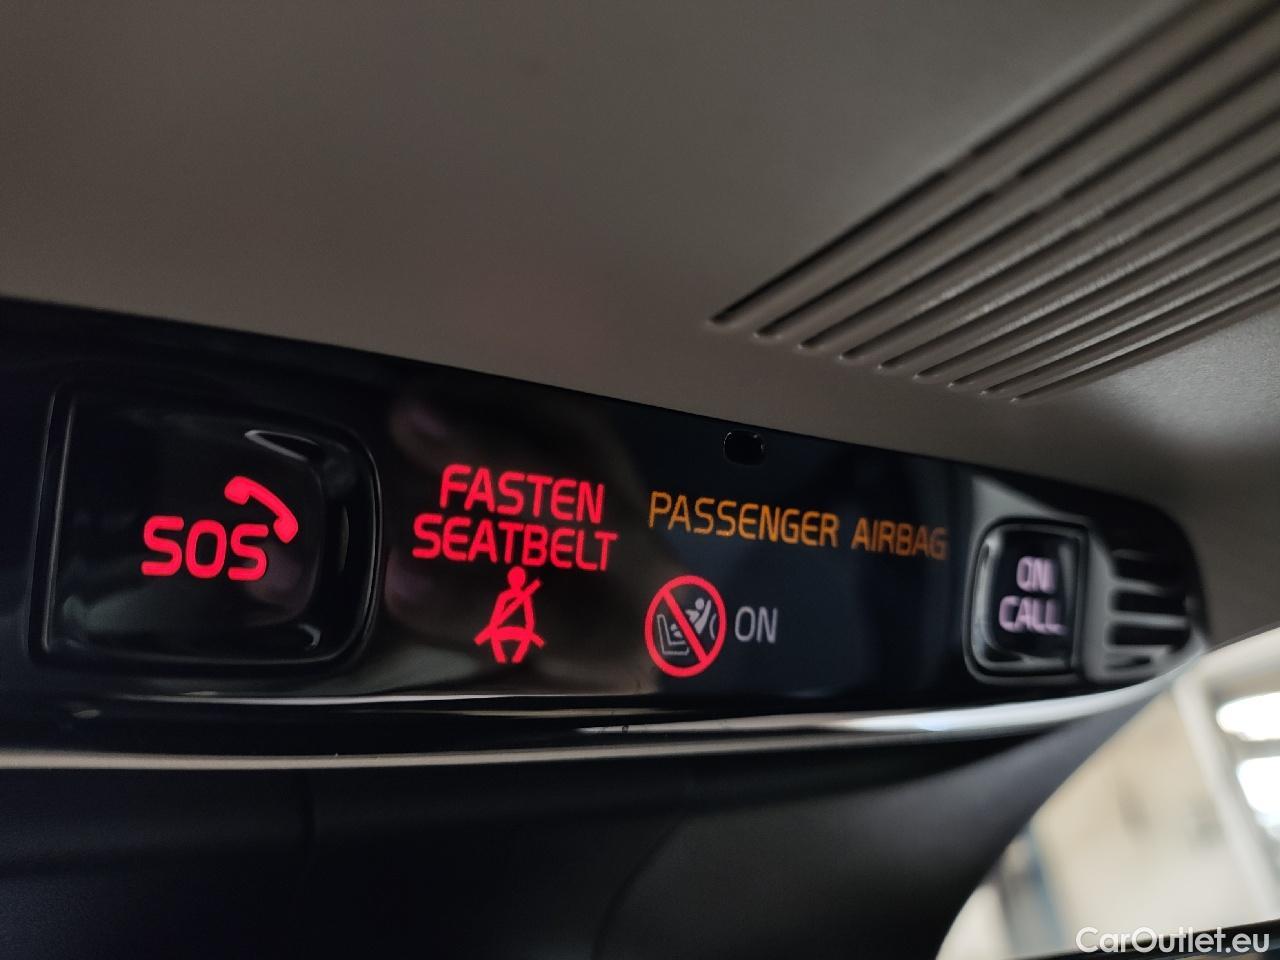 SOS
FASTEN
SEATBELT
PASSENGER AIRBAG
ON
ON
CALL
CarOutlet.eu